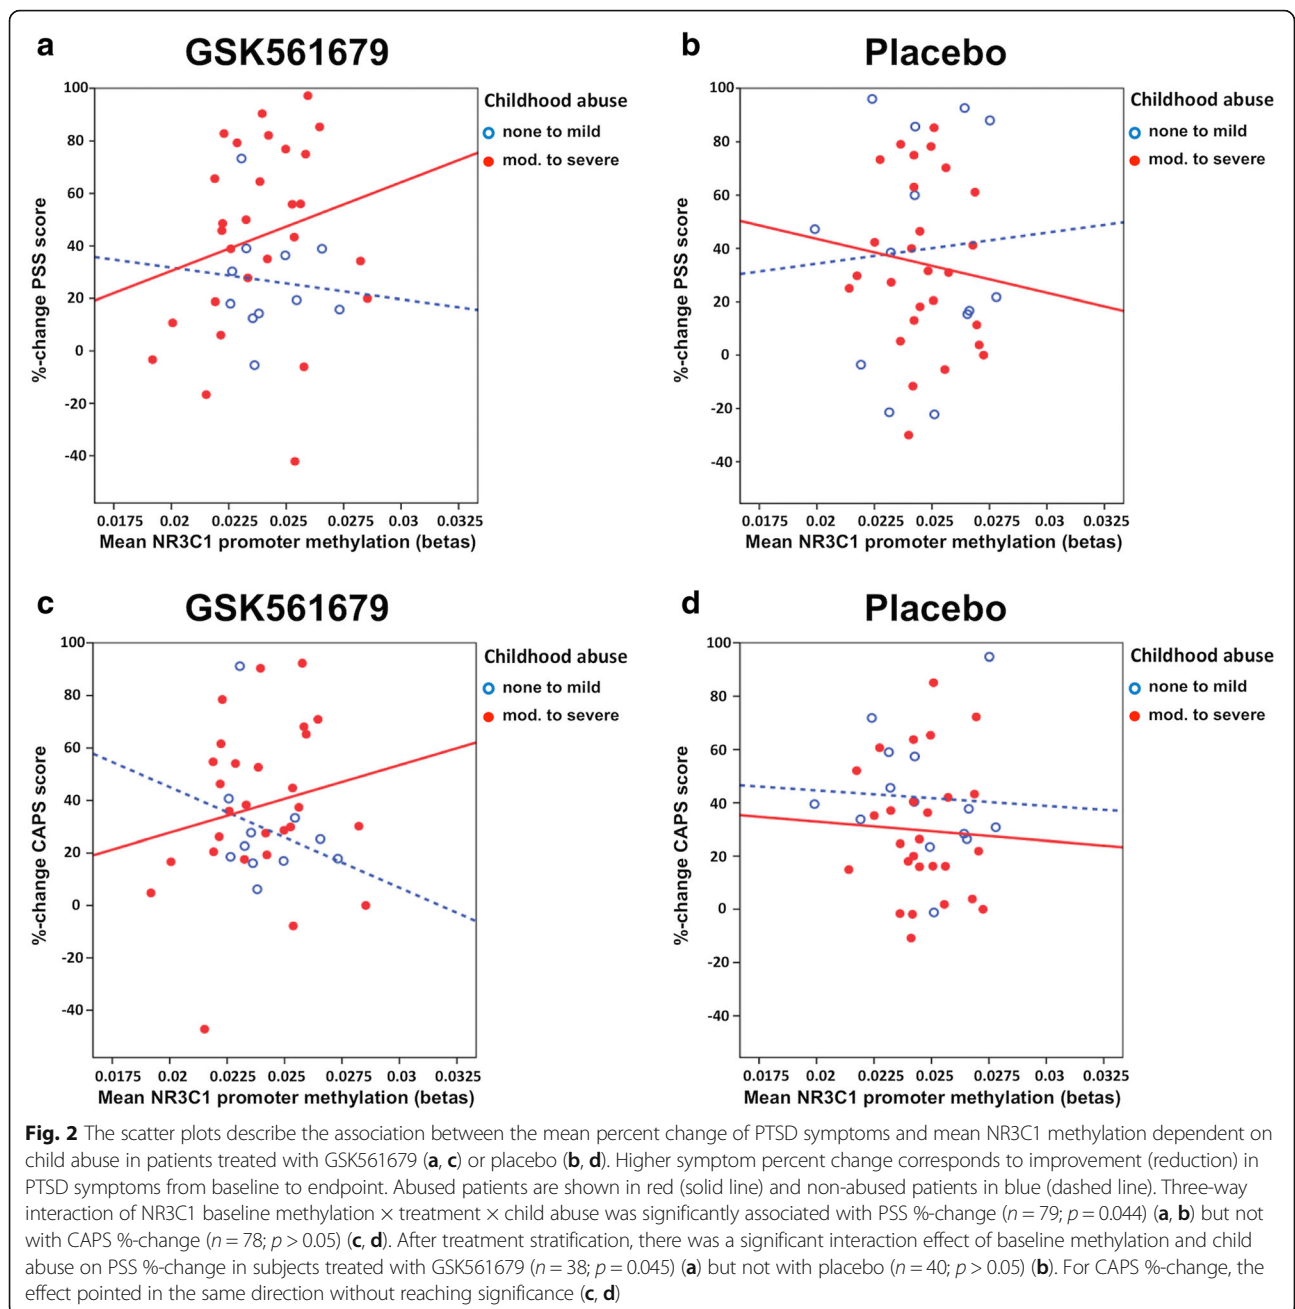 a
GSK561679
100
80
60
40
20
0
-20
-40
%-change PSS score
0.0175 0.02 0.0225 0.025 0.0275 0.03 0.0325
Mean NR3C1 promoter methylation (betas)
Childhood abuse
none to mild
mod. to severe
b
Placebo
100
80
60
40
20
0
-20
-40
%-change PSS score
0.0175 0.02 0.0225 0.025 0.0275 0.03 0.0325
Mean NR3C1 promoter methylation (betas)
Childhood abuse
none to mild
mod. to severe
c
GSK561679
100
80
60
40
20
0
-20
-40
%-change CAPS score
0.0175 0.02 0.0225 0.025 0.0275 0.03 0.0325
Mean NR3C1 promoter methylation (betas)
Childhood abuse
none to mild
mod. to severe
d
Placebo
100
80
60
40
20
0
-20
-40
%-change CAPS score
0.0175 0.02 0.0225 0.025 0.0275 0.03 0.0325
Mean NR3C1 promoter methylation (betas)
Childhood abuse
none to mild
mod. to severe
Fig. 2 The scatter plots describe the association between the mean percent change of PTSD symptoms and mean NR3C1 methylation dependent on
child abuse in patients treated with GSK561679 (a, c) or placebo (b, d). Higher symptom percent change corresponds to improvement (reduction) in
PTSD symptoms from baseline to endpoint. Abused patients are shown in red (solid line) and non-abused patients in blue (dashed line). Three-way
interaction of NR3C1 baseline methylation × treatment × child abuse was significantly associated with PSS %-change (n = 79; p = 0.044) (a, b) but not
with CAPS %-change (n = 78; p > 0.05) (c, d). After treatment stratification, there was a significant interaction effect of baseline methylation and child
abuse on PSS %-change in subjects treated with GSK561679 (n = 38; p = 0.045) (a) but not with placebo (n = 40; p > 0.05) (b). For CAPS %-change, the
effect pointed in the same direction without reaching significance (c, d)